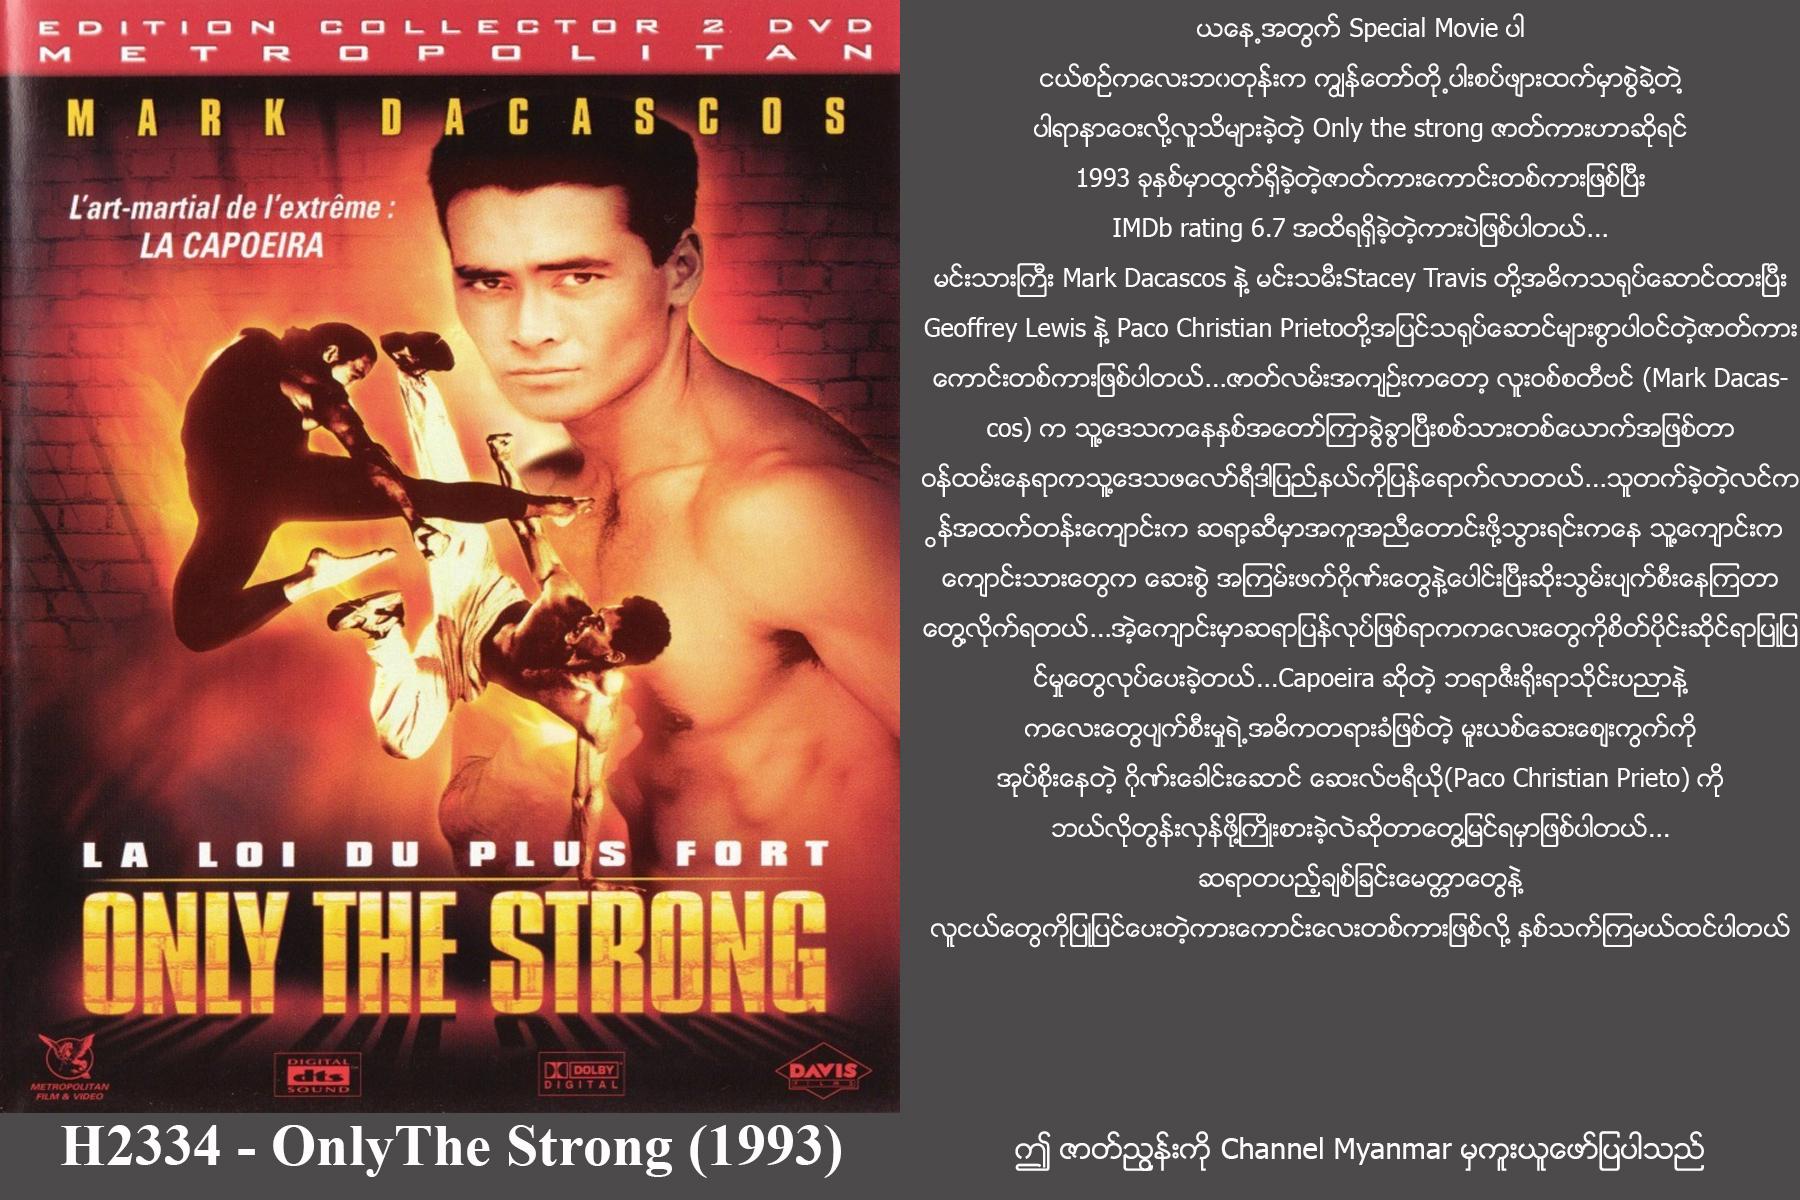 EDITION COLLECTOR 2 DVD
METROPOLITAN
MARK DACASCOS
L'art-martial de l'extrême :
LA CAPOEIRA
LA LOI DU PLUS FORT
ONLY THE STRONG
METROPOLITAN
FILM & VIDEO
DIGITAL
dts
SOUND
DOLBY
DIGITAL
DAVIS
FILMS
H2334 - OnlyThe Strong (1993)
ယနေ့အတွက် Special Movie ပါ
ငယ်စဉ်ကလေးဘဝတုန်းက ကျွန်တော်တို့ပါးစပ်ဖျားထက်မှာစွဲခဲ့တဲ့
ပါရာနာဝေးလို့လူသိများခဲ့တဲ့ Only the strong ဇာတ်ကားဟာဆိုရင်
1993 ခုနှစ်မှာထွက်ရှိခဲ့တဲ့ဇာတ်ကားကောင်းတစ်ကားဖြစ်ပြီး
IMDb rating 6.7 အထိရရှိခဲ့တဲ့ကားပဲဖြစ်ပါတယ်...
မင်းသားကြီး Mark Dacascos နဲ့ မင်းသမီးStacey Travis တို့အဓိကသရုပ်ဆောင်ထားပြီး
Geoffrey Lewis နဲ့ Paco Christian Prietoတို့အပြင်သရုပ်ဆောင်များစွာပါဝင်တဲ့ဇာတ်ကား
ကောင်းတစ်ကားဖြစ်ပါတယ်...ဇာတ်လမ်းအကျဉ်းကတော့ လူးဝစ်စတီဗင် (Mark Dacas-
cos) က သူ့ဒေသကနေနှစ်အတော်ကြာခွဲခွာပြီးစစ်သားတစ်ယောက်အဖြစ်တာ
ဝန်ထမ်းနေရာကသူ့ဒေသဖလော်ရီဒါပြည်နယ်ကိုပြန်ရောက်လာတယ်...သူတက်ခဲ့တဲ့လင်က
ွန်အထက်တန်းကျောင်းက ဆရာ့ဆီမှာအကူအညီတောင်းဖို့သွားရင်းကနေ သူ့ကျောင်းက
ကျောင်းသားတွေက ဆေးစွဲ အကြမ်းဖက်ဂိုဏ်းတွေနဲ့ပေါင်းပြီးဆိုးသွမ်းပျက်စီးနေကြတာ
တွေ့လိုက်ရတယ်...အဲ့ကျောင်းမှာဆရာပြန်လုပ်ဖြစ်ရာကကလေးတွေကိုစိတ်ပိုင်းဆိုင်ရာပြုပြ
င်မှုတွေလုပ်ပေးခဲ့တယ်...Capoeira ဆိုတဲ့ ဘရာဇီးရိုးရာသိုင်းပညာနဲ့
ကလေးတွေပျက်စီးမှုရဲ့အဓိကတရားခံဖြစ်တဲ့ မူးယစ်ဆေးဈေးကွက်ကို
အုပ်စိုးနေတဲ့ ဂိုဏ်းခေါင်းဆောင် ဆေးလ်ဗရီယို(Paco Christian Prieto) ကို
ဘယ်လိုတွန်းလှန်ဖို့ကြိုးစားခဲ့လဲဆိုတာတွေ့မြင်ရမှာဖြစ်ပါတယ်...
ဆရာတပည့်ချစ်ခြင်းမေတ္တာတွေနဲ့
လူငယ်တွေကိုပြုပြင်ပေးတဲ့ကားကောင်းလေးတစ်ကားဖြစ်လို့ နှစ်သက်ကြမယ်ထင်ပါတယ်
ဤ ဇာတ်ညွှန်းကို Channel Myanmar မှကူးယူဖော်ပြပါသည်